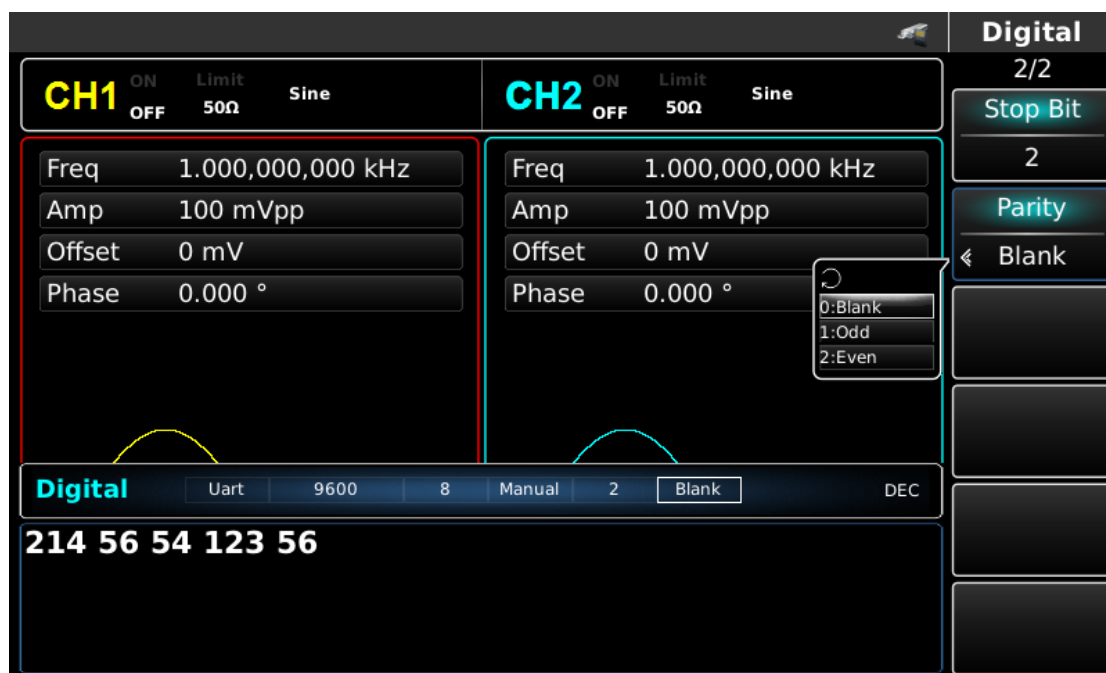 Digital
2/2
CH1 ON OFF Limit 50Ω Sine
CH2 ON OFF Limit 50Ω Sine
Stop Bit
2
Freq 1.000,000,000 kHz
Amp 100 mVpp
Offset 0 mV
Phase 0.000 °
Freq 1.000,000,000 kHz
Amp 100 mVpp
Offset 0 mV
Phase 0.000 °
Parity
Blank
0:Blank
1:Odd
2:Even
Digital Uart 9600 8 Manual 2 Blank DEC
214 56 54 123 56